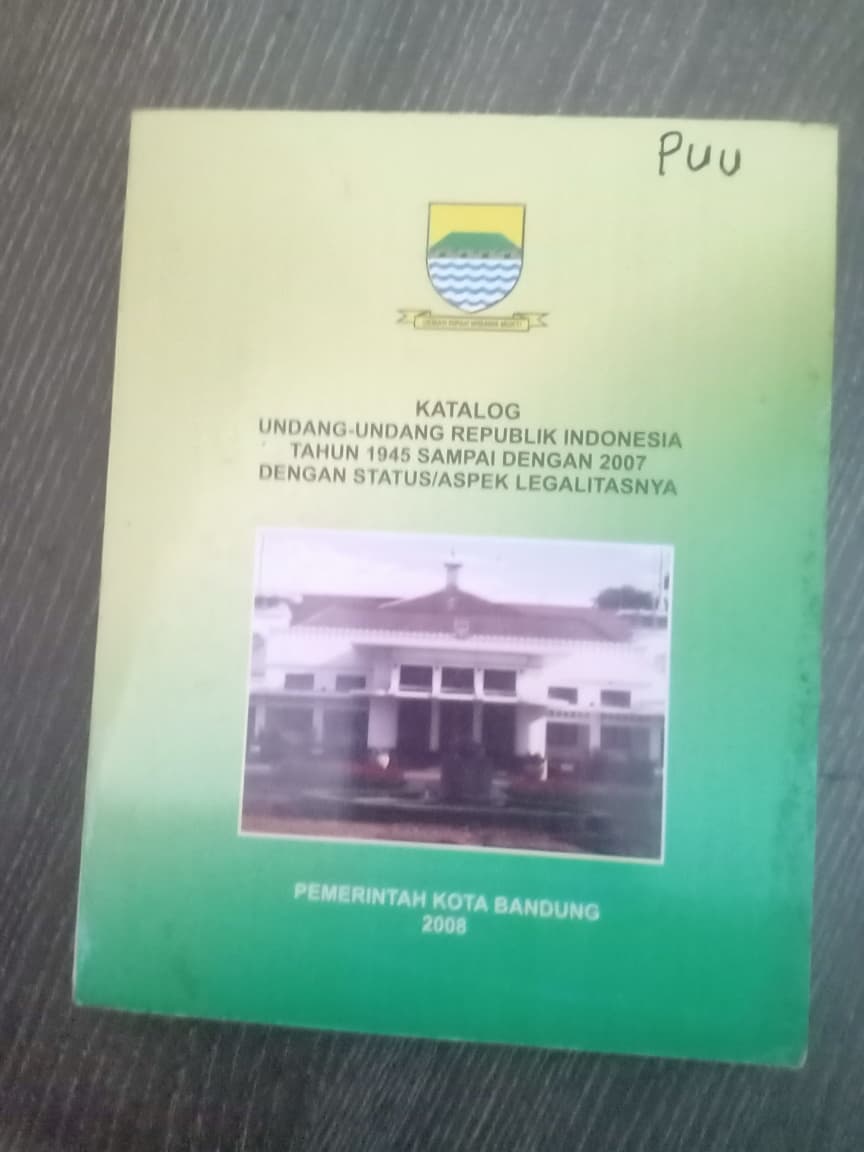 PUU
KATALOG
UNDANG-UNDANG REPUBLIK INDONESIA
TAHUN 1945 SAMPAI DENGAN 2007
DENGAN STATUS/ASPEK LEGALITASNYA
PEMERINTAH KOTA BANDUNG
2008